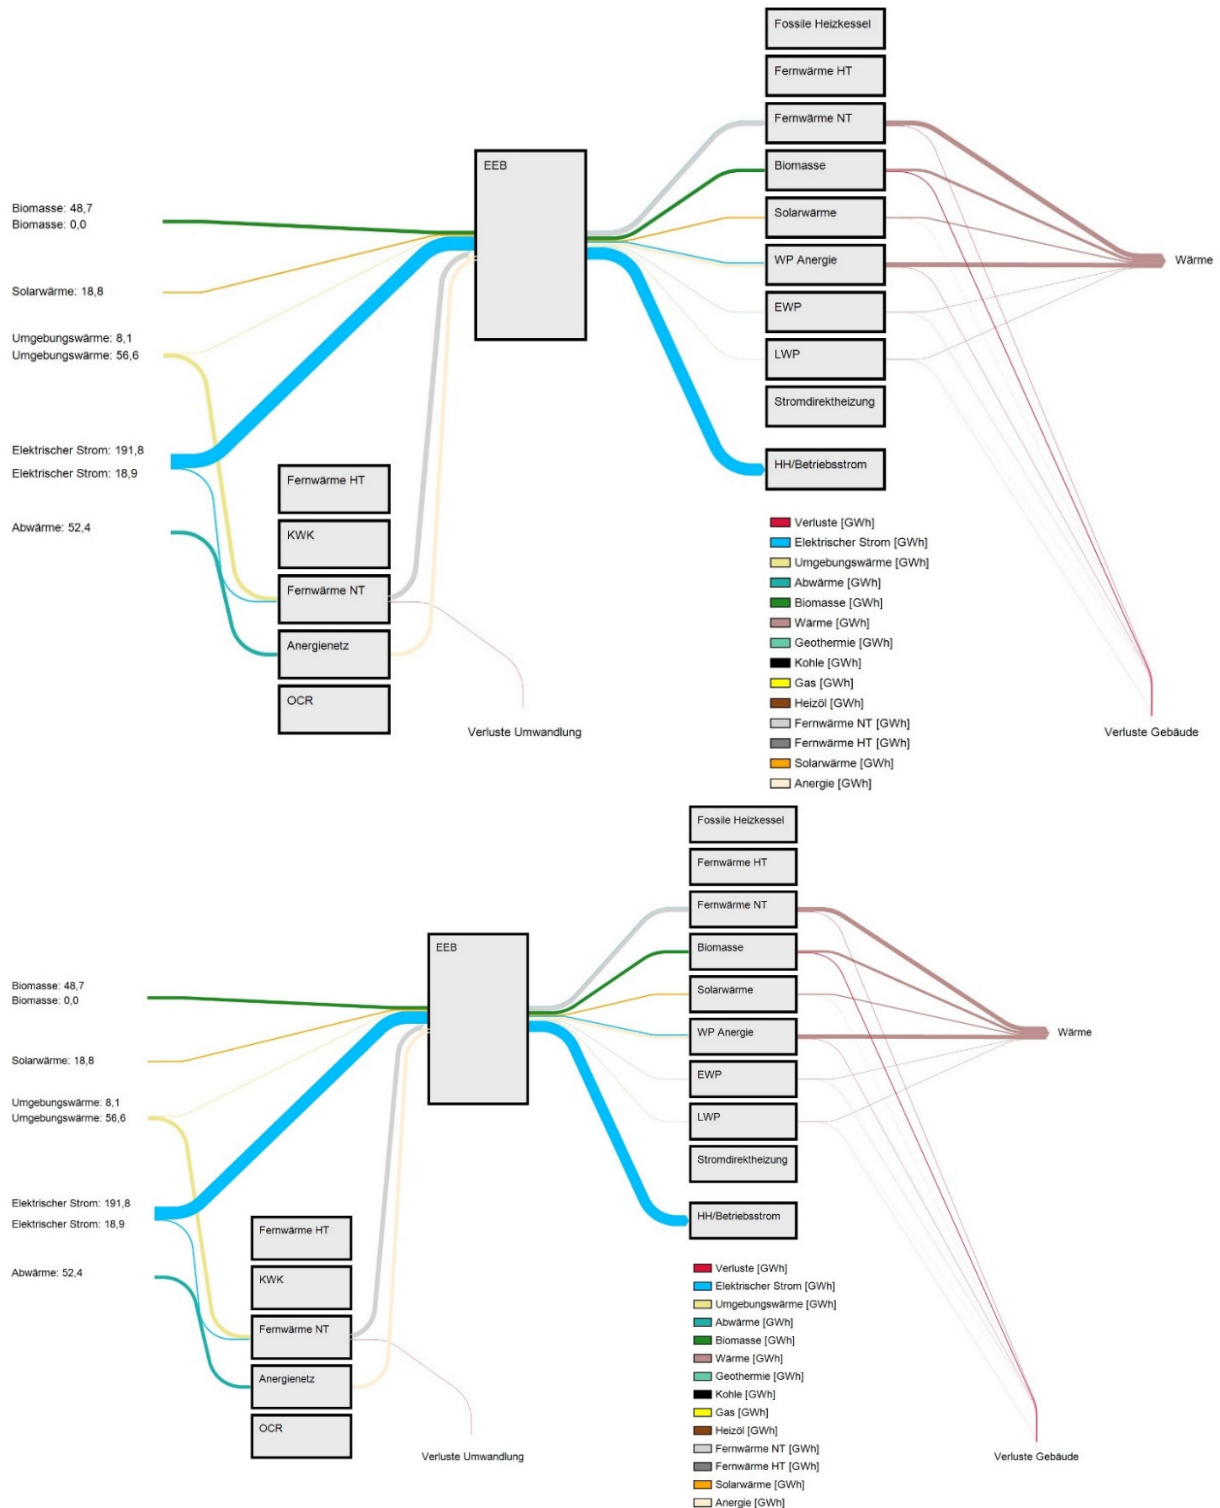 Fossile Heizkessel
Fernwärme HT
Fernwärme NT
Biomasse
Solarwärme
WP Anergie
EWP
LWP
Stromdirektheizung
HH/Betriebsstrom
EEB
Biomasse: 48,7
Biomasse: 0,0
Solarwärme: 18,8
Umgebungswärme: 8,1
Umgebungswärme: 56,6
Elektrischer Strom: 191,8
Elektrischer Strom: 18,9
Abwärme: 52,4
Fernwärme HT
KWK
Fernwärme NT
Anergienetz
OCR
Verluste Umwandlung
Wärme
Verluste Gebäude
Verluste [GWh]
Elektrischer Strom [GWh]
Umgebungswärme [GWh]
Abwärme [GWh]
Biomasse [GWh]
Wärme [GWh]
Geothermie [GWh]
Kohle [GWh]
Gas [GWh]
Heizöl [GWh]
Fernwärme NT [GWh]
Fernwärme HT [GWh]
Solarwärme [GWh]
Anergie [GWh]
Fossile Heizkessel
Fernwärme HT
Fernwärme NT
Biomasse
Solarwärme
WP Anergie
EWP
LWP
Stromdirektheizung
HH/Betriebsstrom
EEB
Biomasse: 48,7
Biomasse: 0,0
Solarwärme: 18,8
Umgebungswärme: 8,1
Umgebungswärme: 56,6
Elektrischer Strom: 191,8
Elektrischer Strom: 18,9
Abwärme: 52,4
Fernwärme HT
KWK
Fernwärme NT
Anergienetz
OCR
Verluste Umwandlung
Wärme
Verluste Gebäude
Verluste [GWh]
Elektrischer Strom [GWh]
Umgebungswärme [GWh]
Abwärme [GWh]
Biomasse [GWh]
Wärme [GWh]
Geothermie [GWh]
Kohle [GWh]
Gas [GWh]
Heizöl [GWh]
Fernwärme NT [GWh]
Fernwärme HT [GWh]
Solarwärme [GWh]
Anergie [GWh]